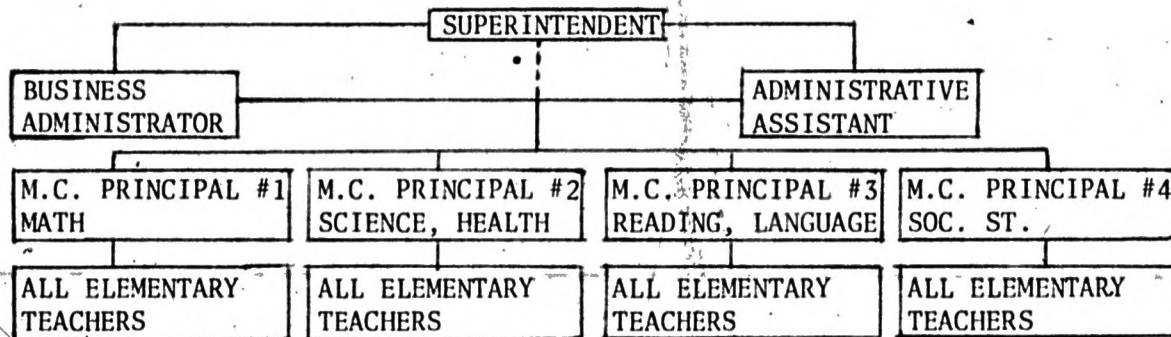 SUPERINTENDENT
BUSINESS
ADMINISTRATOR
ADMINISTRATIVE
ASSISTANT
M.C. PRINCIPAL #1
MATH
M.C. PRINCIPAL #2
SCIENCE, HEALTH
M.C. PRINCIPAL #3
READING, LANGUAGE
M.C. PRINCIPAL #4
SOC. ST.
ALL ELEMENTARY
TEACHERS
ALL ELEMENTARY
TEACHERS
ALL ELEMENTARY
TEACHERS
ALL ELEMENTARY
TEACHERS